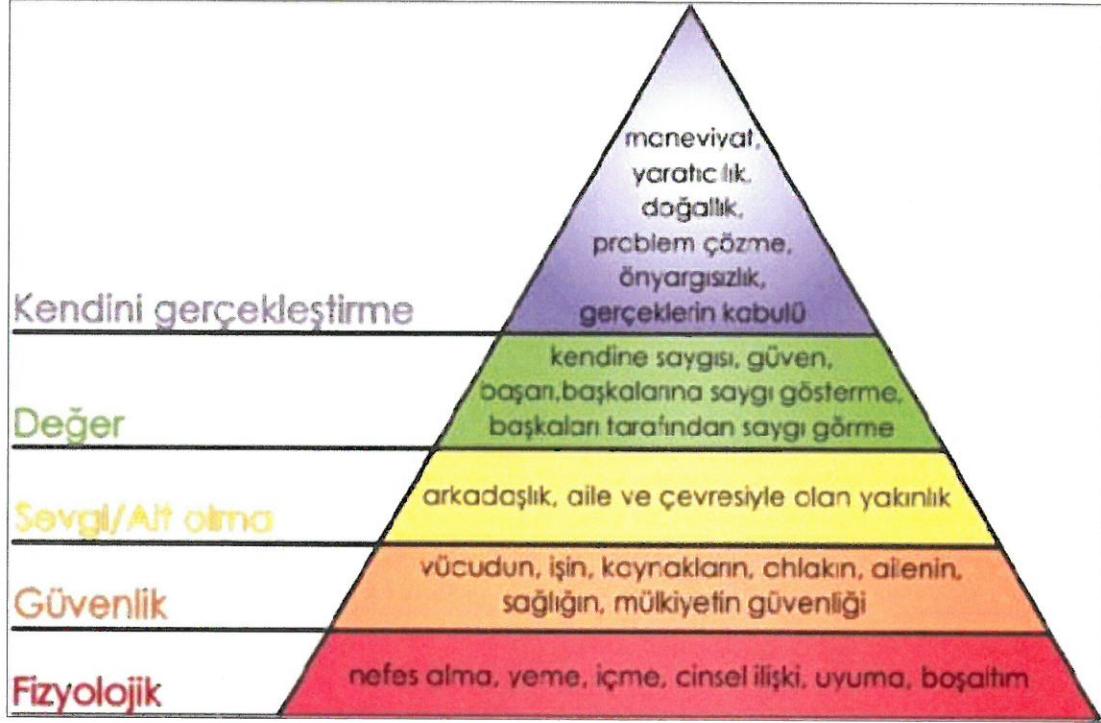 maneviyat,
yaratıcılık,
doğallık,
problem çözme,
önyargısızlık,
gerçeklerin kabulü
Kendini gerçekleştirme
kendine saygısı, güven,
başarı,başkalarına saygı gösterme,
başkaları tarafından saygı görme
Değer
arkadaşlık, aile ve çevresiyle olan yakınlık
Sevgi/Ait olma
vücudun, işin, kaynakların, ahlakın, ailenin,
sağlığın, mülkiyetin güvenliği
Güvenlik
nefes alma, yeme, içme, cinsel ilişki, uyuma, boşaltım
Fizyolojik